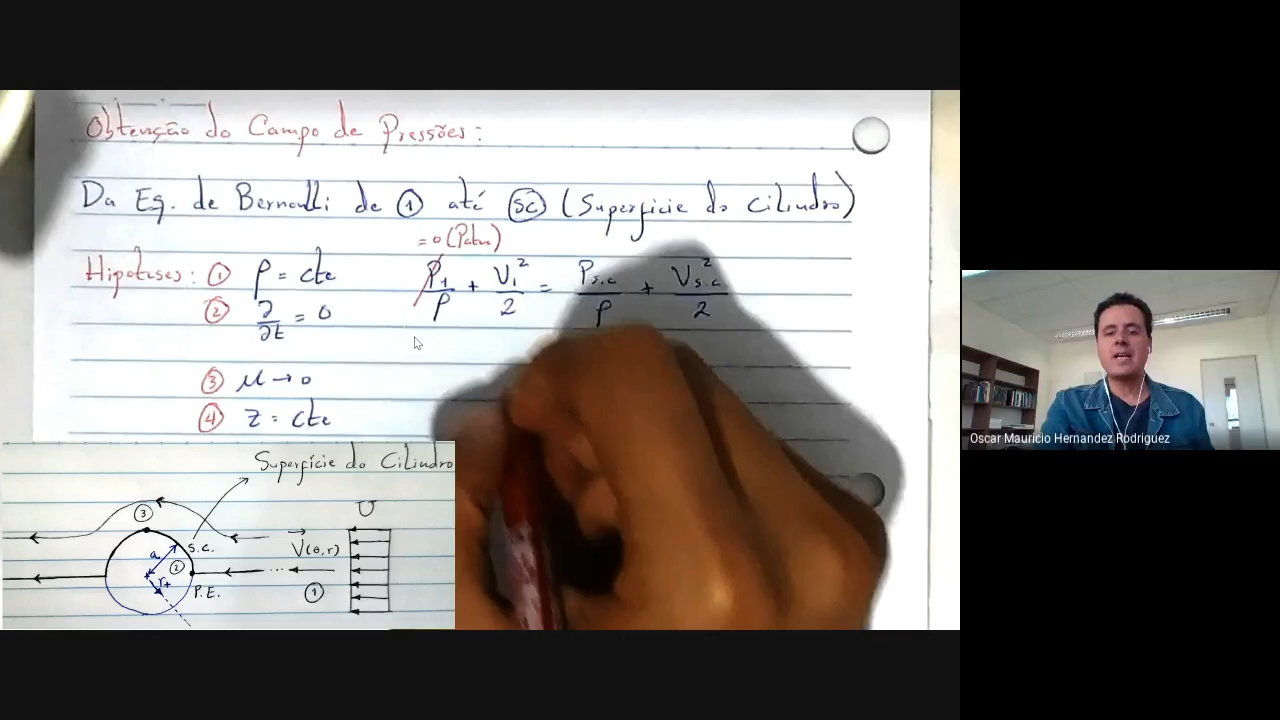 Obtenção do Campo de Pressões:
Da Eq. de Bernoulli de ① até (SC) (Superfície do Cilindro)
= 0 (Patm)
Hipóteses: ① ρ = cte
P₁/ρ + V₁²/2 = Ps.c/ρ + Vs.c²/2
② ∂/∂t = 0
③ μ → 0
④ z = cte
Superfície do Cilindro
U
③
S.C.
V(θ,r)
a
②
r
P.E.
①
Oscar Mauricio Hernandez Rodriguez